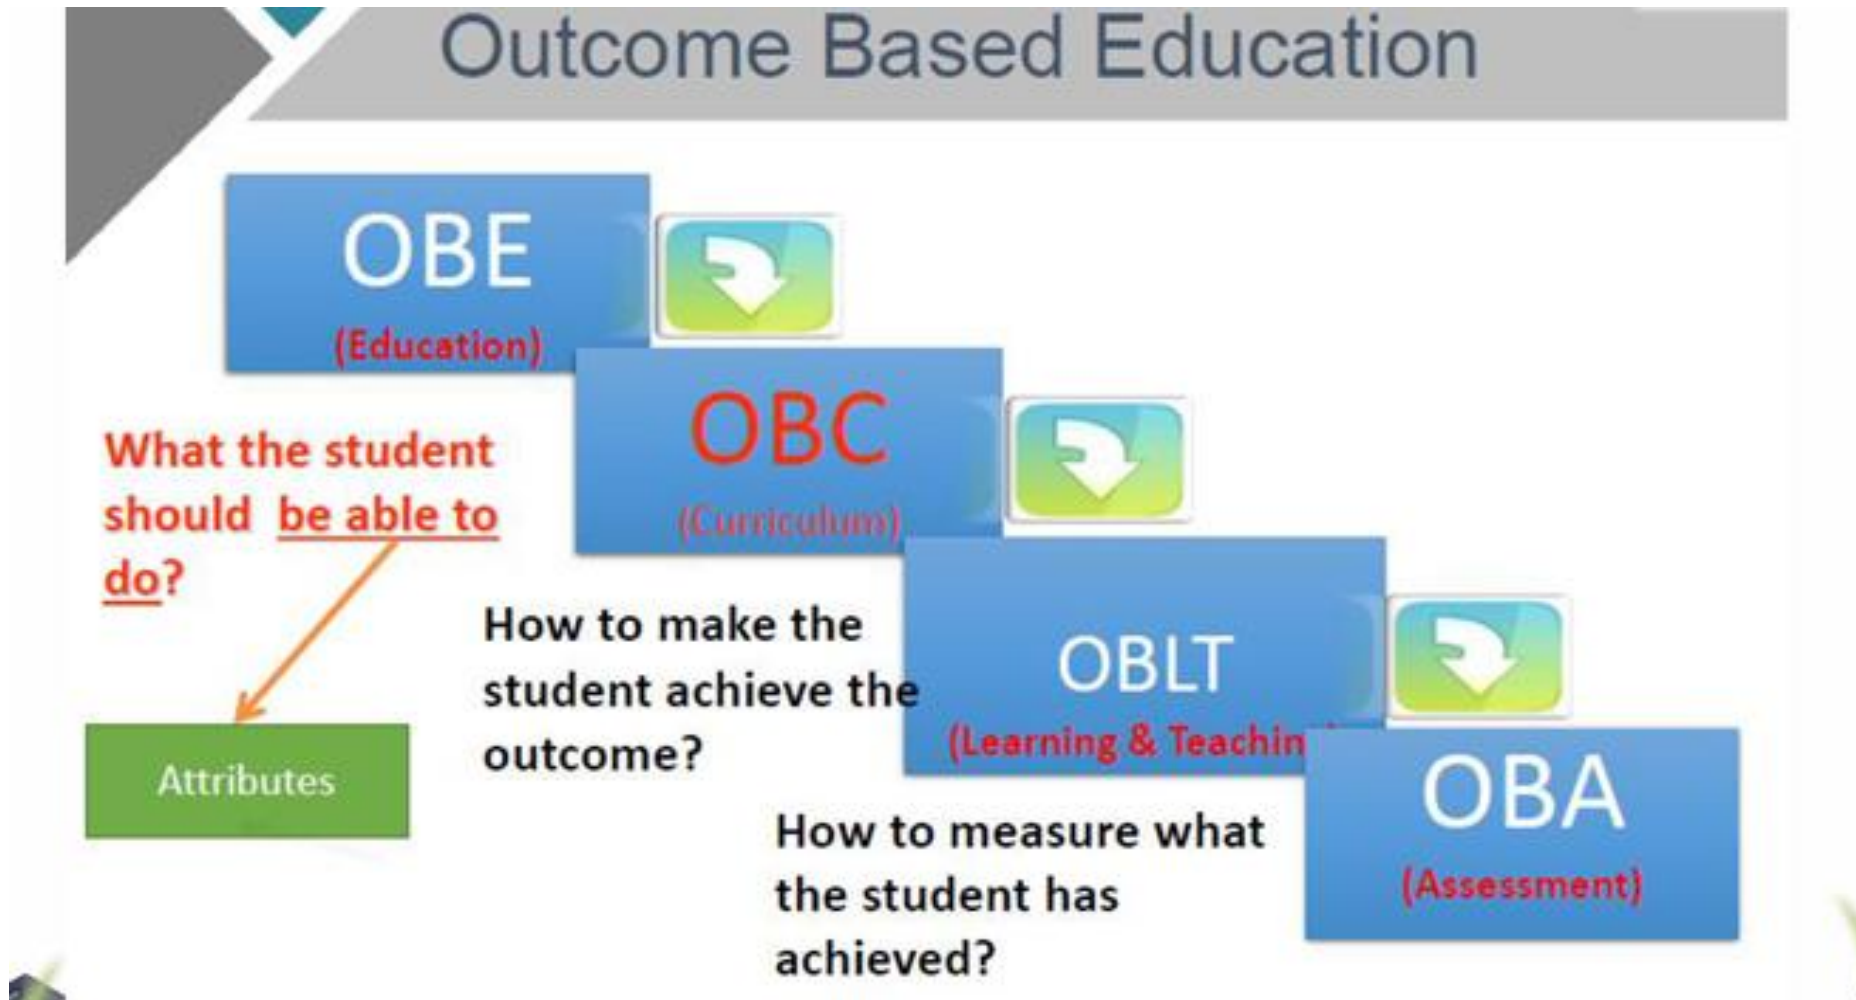 Outcome Based Education
OBE
(Education)
OBC
(Curriculum)
What the student
should be able to
do?
Attributes
How to make the
student achieve the
outcome?
OBLT
(Learning & Teachin
OBA
(Assessment)
How to measure what
the student has
achieved?